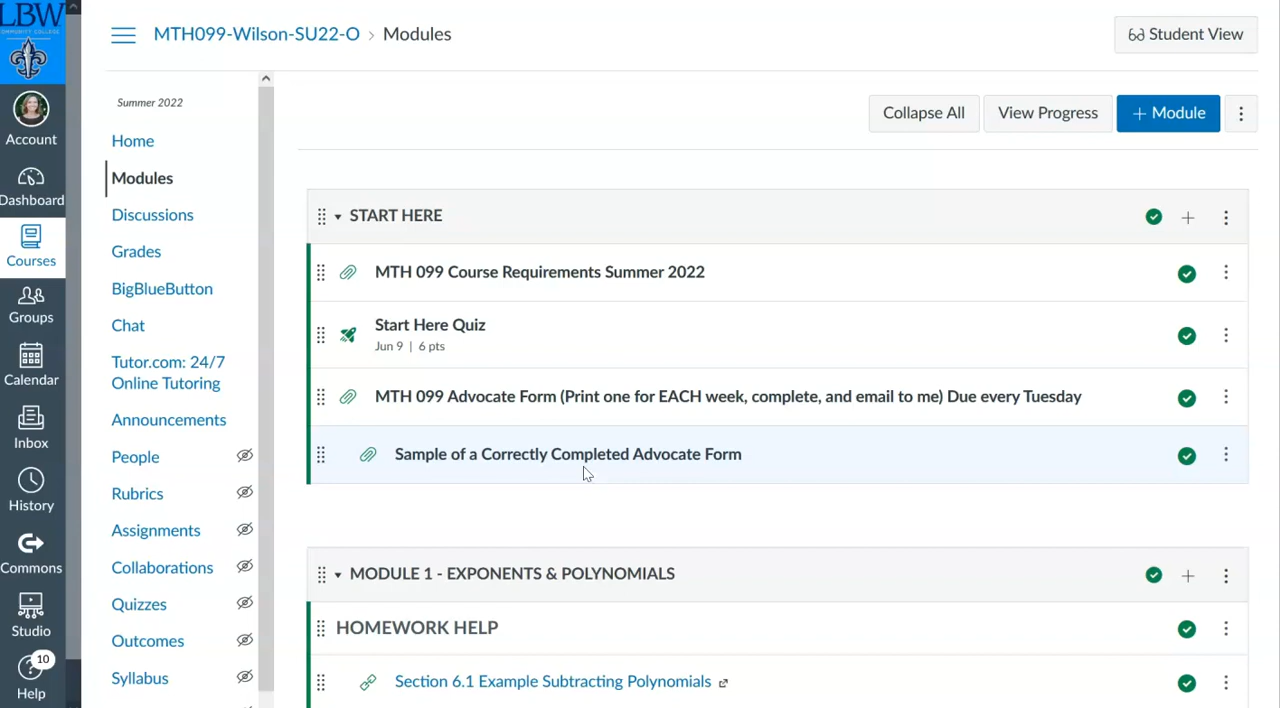 LBW
OMMUNITY COLLEGE
Account
Dashboard
Courses
Groups
Calendar
Inbox
History
Commons
Studio
10
Help
MTH099-Wilson-SU22-O › Modules
Student View
Summer 2022
Home
Modules
Discussions
Grades
BigBlueButton
Chat
Tutor.com: 24/7
Online Tutoring
Announcements
People
Rubrics
Assignments
Collaborations
Quizzes
Outcomes
Syllabus
Collapse All
View Progress
+ Module
START HERE
MTH 099 Course Requirements Summer 2022
Start Here Quiz
Jun 9 | 6 pts
MTH 099 Advocate Form (Print one for EACH week, complete, and email to me) Due every Tuesday
Sample of a Correctly Completed Advocate Form
MODULE 1 - EXPONENTS & POLYNOMIALS
HOMEWORK HELP
Section 6.1 Example Subtracting Polynomials